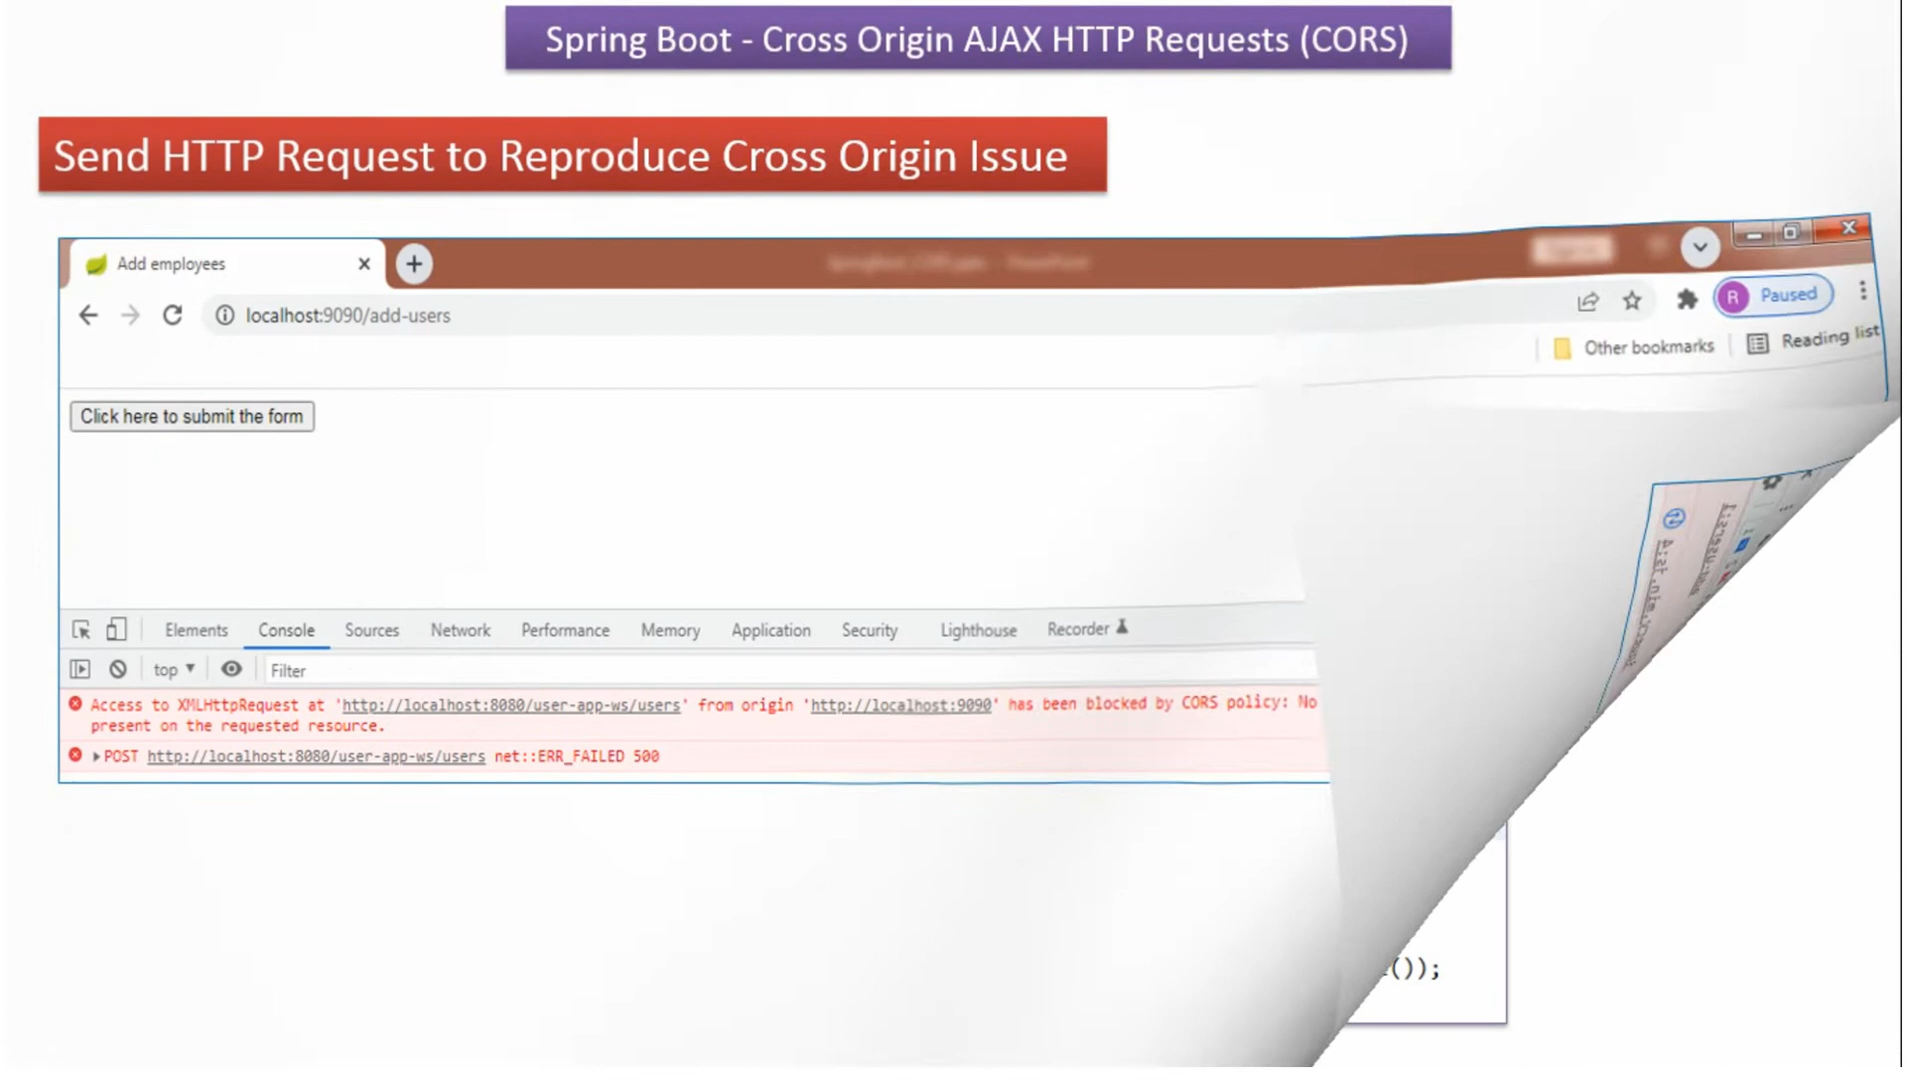 Spring Boot - Cross Origin AJAX HTTP Requests (CORS)
Send HTTP Request to Reproduce Cross Origin Issue
Add employees
localhost:9090/add-users
R Paused
Other bookmarks
Reading list
Click here to submit the form
Elements Console Sources Network Performance Memory Application Security Lighthouse Recorder
top Filter
Access to XMLHttpRequest at 'http://localhost:8080/user-app-ws/users' from origin 'http://localhost:9090' has been blocked by CORS policy: No
present on the requested resource.
POST http://localhost:8080/user-app-ws/users net::ERR_FAILED 500
());